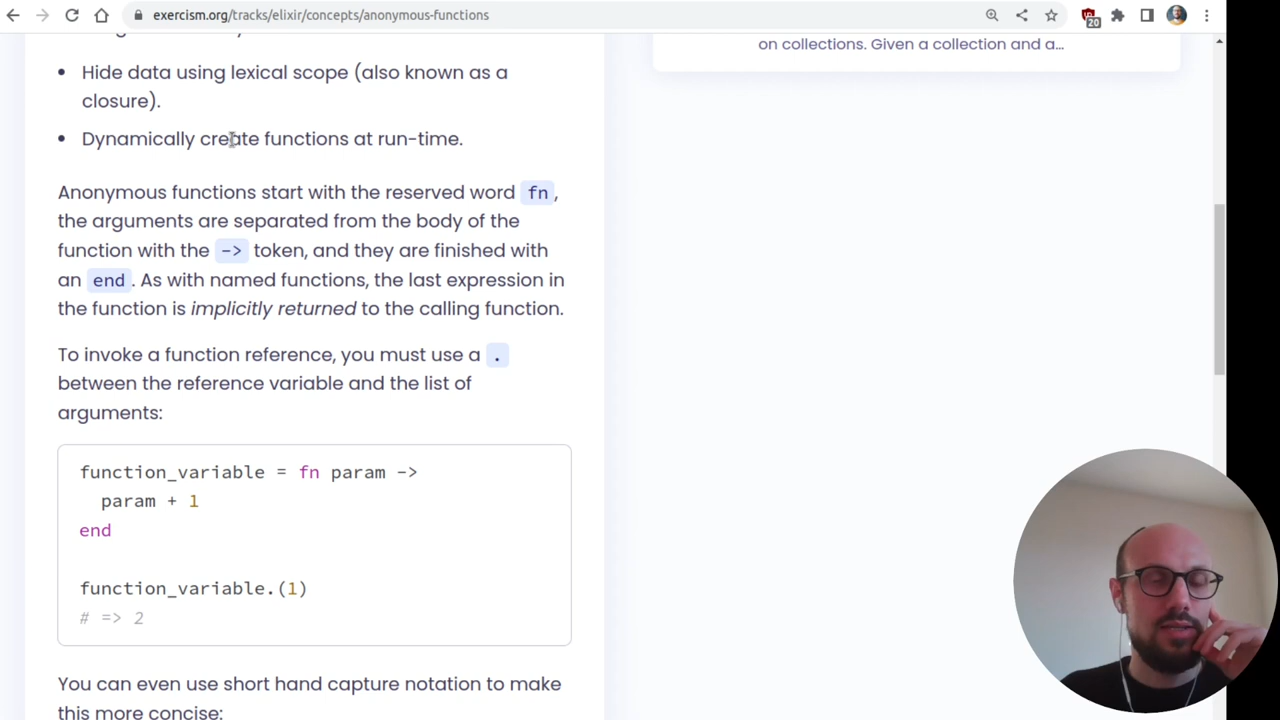 exercism.org/tracks/elixir/concepts/anonymous-functions
20
on collections. Given a collection and a...
• Hide data using lexical scope (also known as a
closure).
• Dynamically create functions at run-time.
Anonymous functions start with the reserved word fn,
the arguments are separated from the body of the
function with the -> token, and they are finished with
an end. As with named functions, the last expression in
the function is implicitly returned to the calling function.
To invoke a function reference, you must use a .
between the reference variable and the list of
arguments:
function_variable = fn param ->
  param + 1
end
function_variable.(1)
# => 2
You can even use short hand capture notation to make
this more concise: